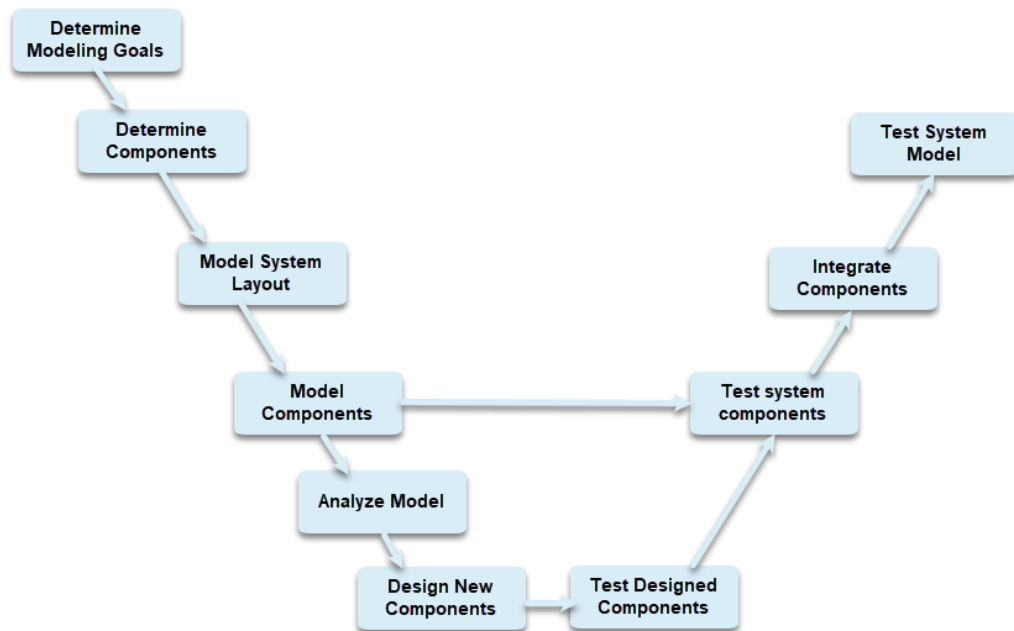 Determine
Modeling Goals
Determine
Components
Test System
Model
Model System
Layout
Integrate
Components
Model
Components
Test system
components
Analyze Model
Design New
Components
Test Designed
Components